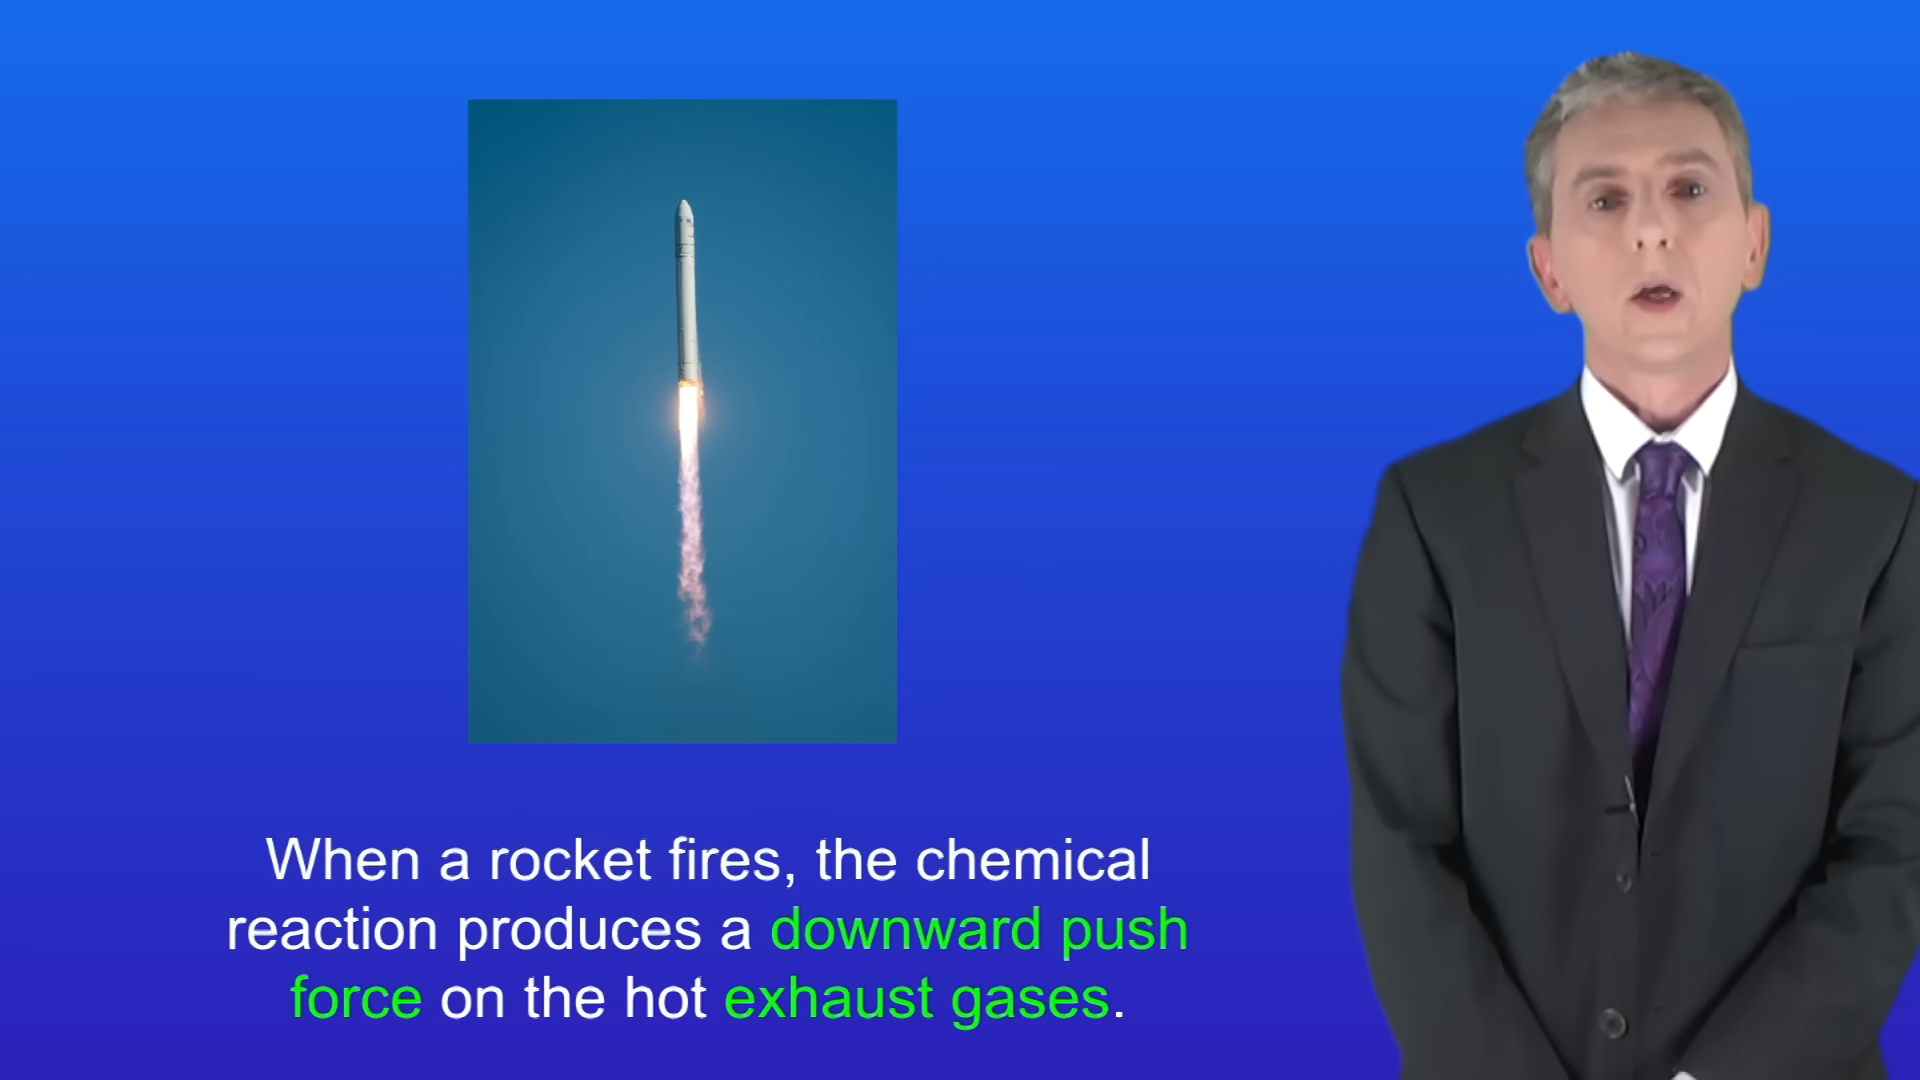 When a rocket fires, the chemical
reaction produces a downward push
force on the hot exhaust gases.